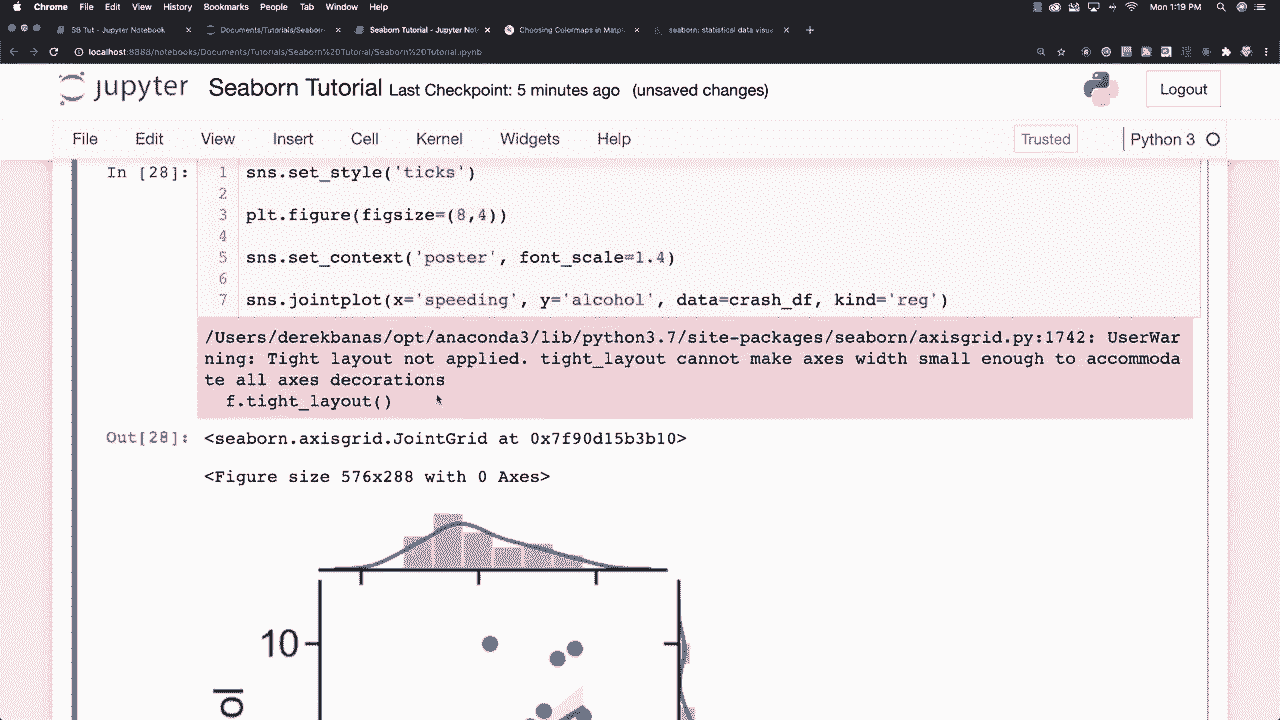 Chrome File Edit View History Bookmarks People Tab Window Help
Mon 1:13 PM
SB Tut - Jupyter Notebook
Documents/Tutorials/Seaborn
Seaborn Tutorial - Jupyter Not
Choosing Colormaps in Matpl
seaborn: statistical data visua
localhost:8888/notebooks/Documents/Tutorials/Seaborn%20Tutorial/Seaborn%20Tutorial.ipynb
jupyter Seaborn Tutorial Last Checkpoint: 5 minutes ago (unsaved changes)
Logout
File Edit View Insert Cell Kernel Widgets Help
Trusted
Python 3
In [28]:
1 sns.set_style('ticks')
2
3 plt.figure(figsize=(8,4))
4
5 sns.set_context('poster', font_scale=1.4)
6
7 sns.jointplot(x='speeding', y='alcohol', data=crash_df, kind='reg')
/Users/derekbanas/opt/anaconda3/lib/python3.7/site-packages/seaborn/axisgrid.py:1742: UserWar
ning: Tight layout not applied. tight_layout cannot make axes width small enough to accommoda
te all axes decorations
f.tight_layout()
Out[28]: <seaborn.axisgrid.JointGrid at 0x7f90d15b3b10>
<Figure size 576x288 with 0 Axes>
10
ol